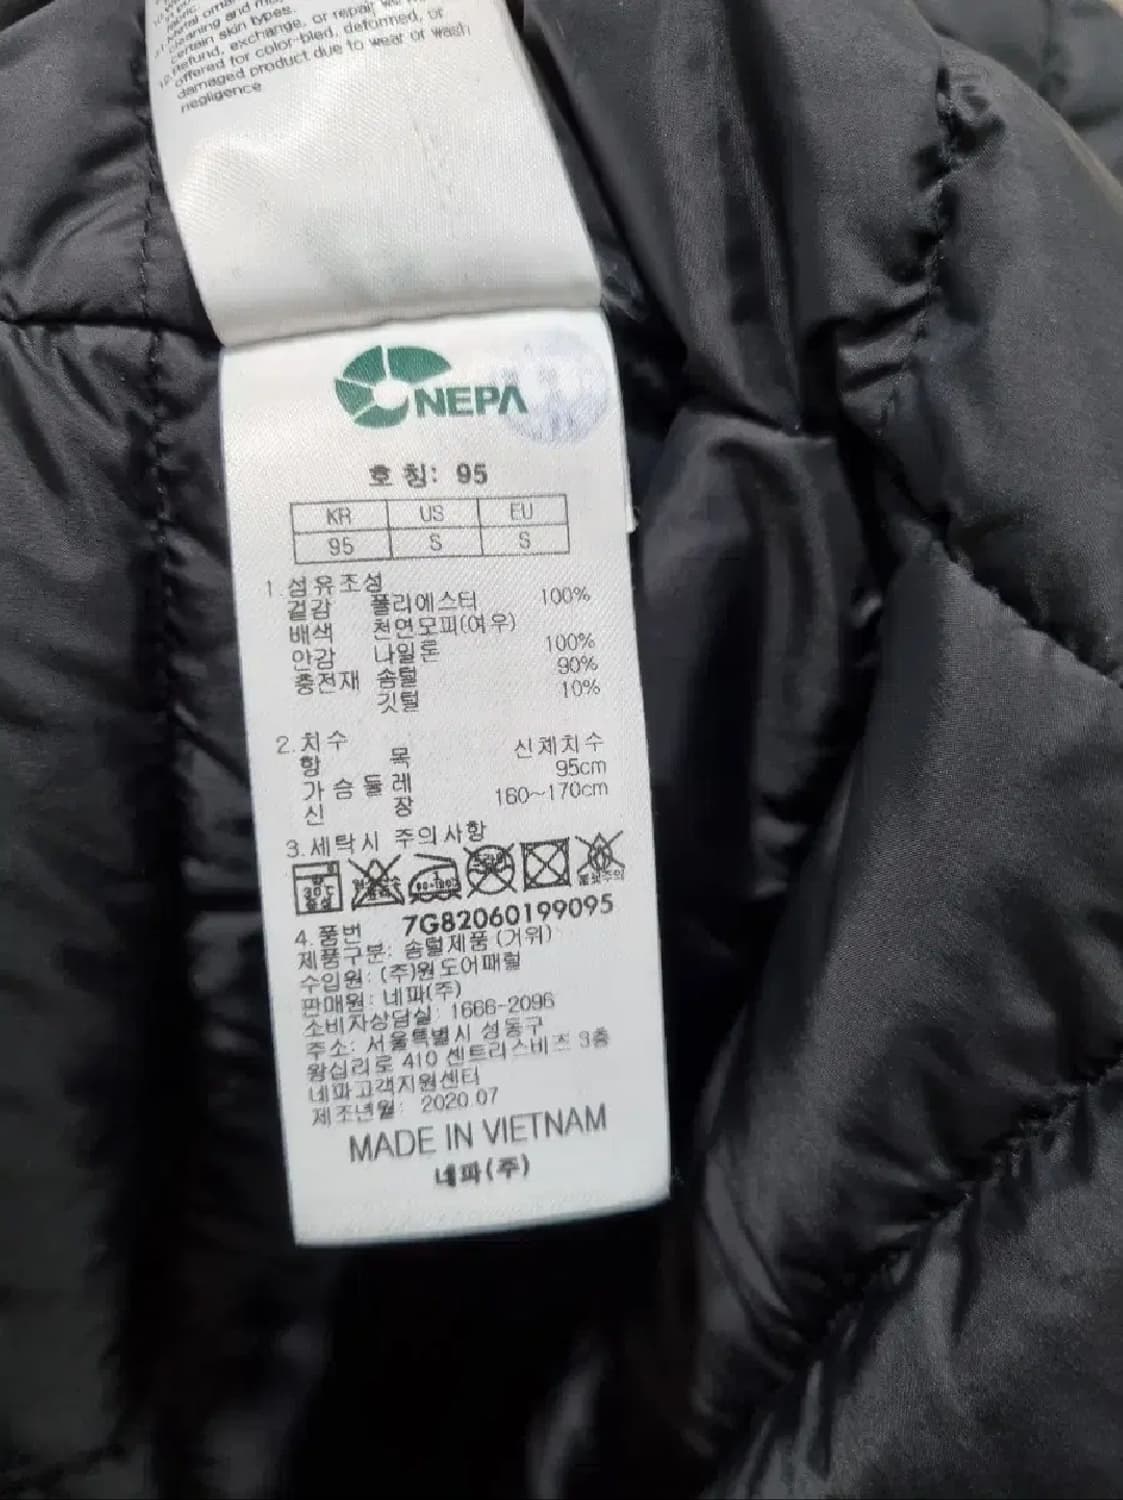 cleaning and
certain skin types.
12. Refund, exchange, or repair
offered for color-bled, deformed, or
damaged product due to wear or wash
negligence
NEPA
호 칭: 95
KR US EU
95 S S
1.섬유조성
겉감 폴리에스터 100%
배색 천연모피(여우)
안감 나일론 100%
충전재 솜털 90%
깃털 10%
2.치수
항 목 신체치수
가슴둘레 95cm
신 장 160~170cm
3.세탁시 주의사항
4.품번 7G82060199095
제품구분: 솜털제품 (거위)
수입원: (주)원도어패럴
판매원: 네파(주)
소비자상담실: 1666-2096
주소: 서울특별시 성동구
왕십리로 410 센트리스비즈 3층
네파고객지원센터
제조년월: 2020.07
MADE IN VIETNAM
네파(주)